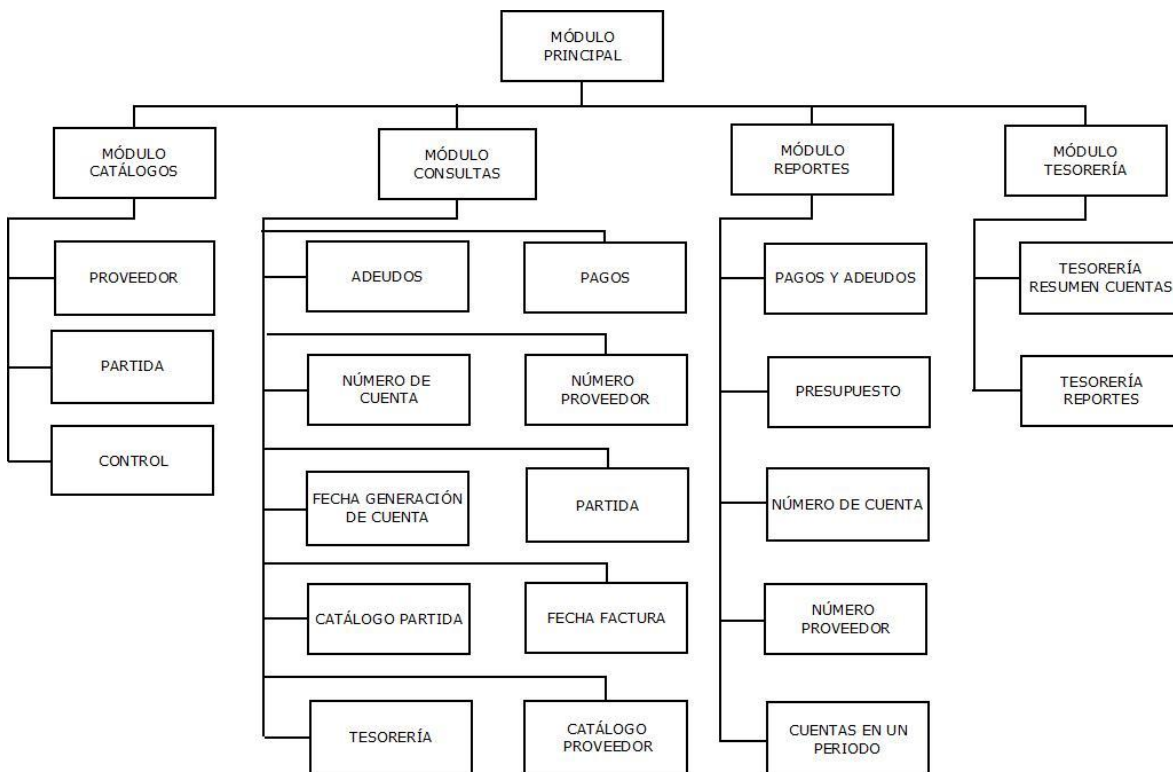 MÓDULO
PRINCIPAL
MÓDULO
CATÁLOGOS
MÓDULO
CONSULTAS
MÓDULO
REPORTES
MÓDULO
TESORERÍA
PROVEEDOR
PARTIDA
CONTROL
ADEUDOS
PAGOS
NÚMERO DE
CUENTA
NÚMERO
PROVEEDOR
FECHA GENERACIÓN
DE CUENTA
PARTIDA
CATÁLOGO PARTIDA
FECHA FACTURA
TESORERÍA
CATÁLOGO
PROVEEDOR
PAGOS Y ADEUDOS
PRESUPUESTO
NÚMERO DE CUENTA
NÚMERO
PROVEEDOR
CUENTAS EN UN
PERIODO
TESORERÍA
RESUMEN CUENTAS
TESORERÍA
REPORTES